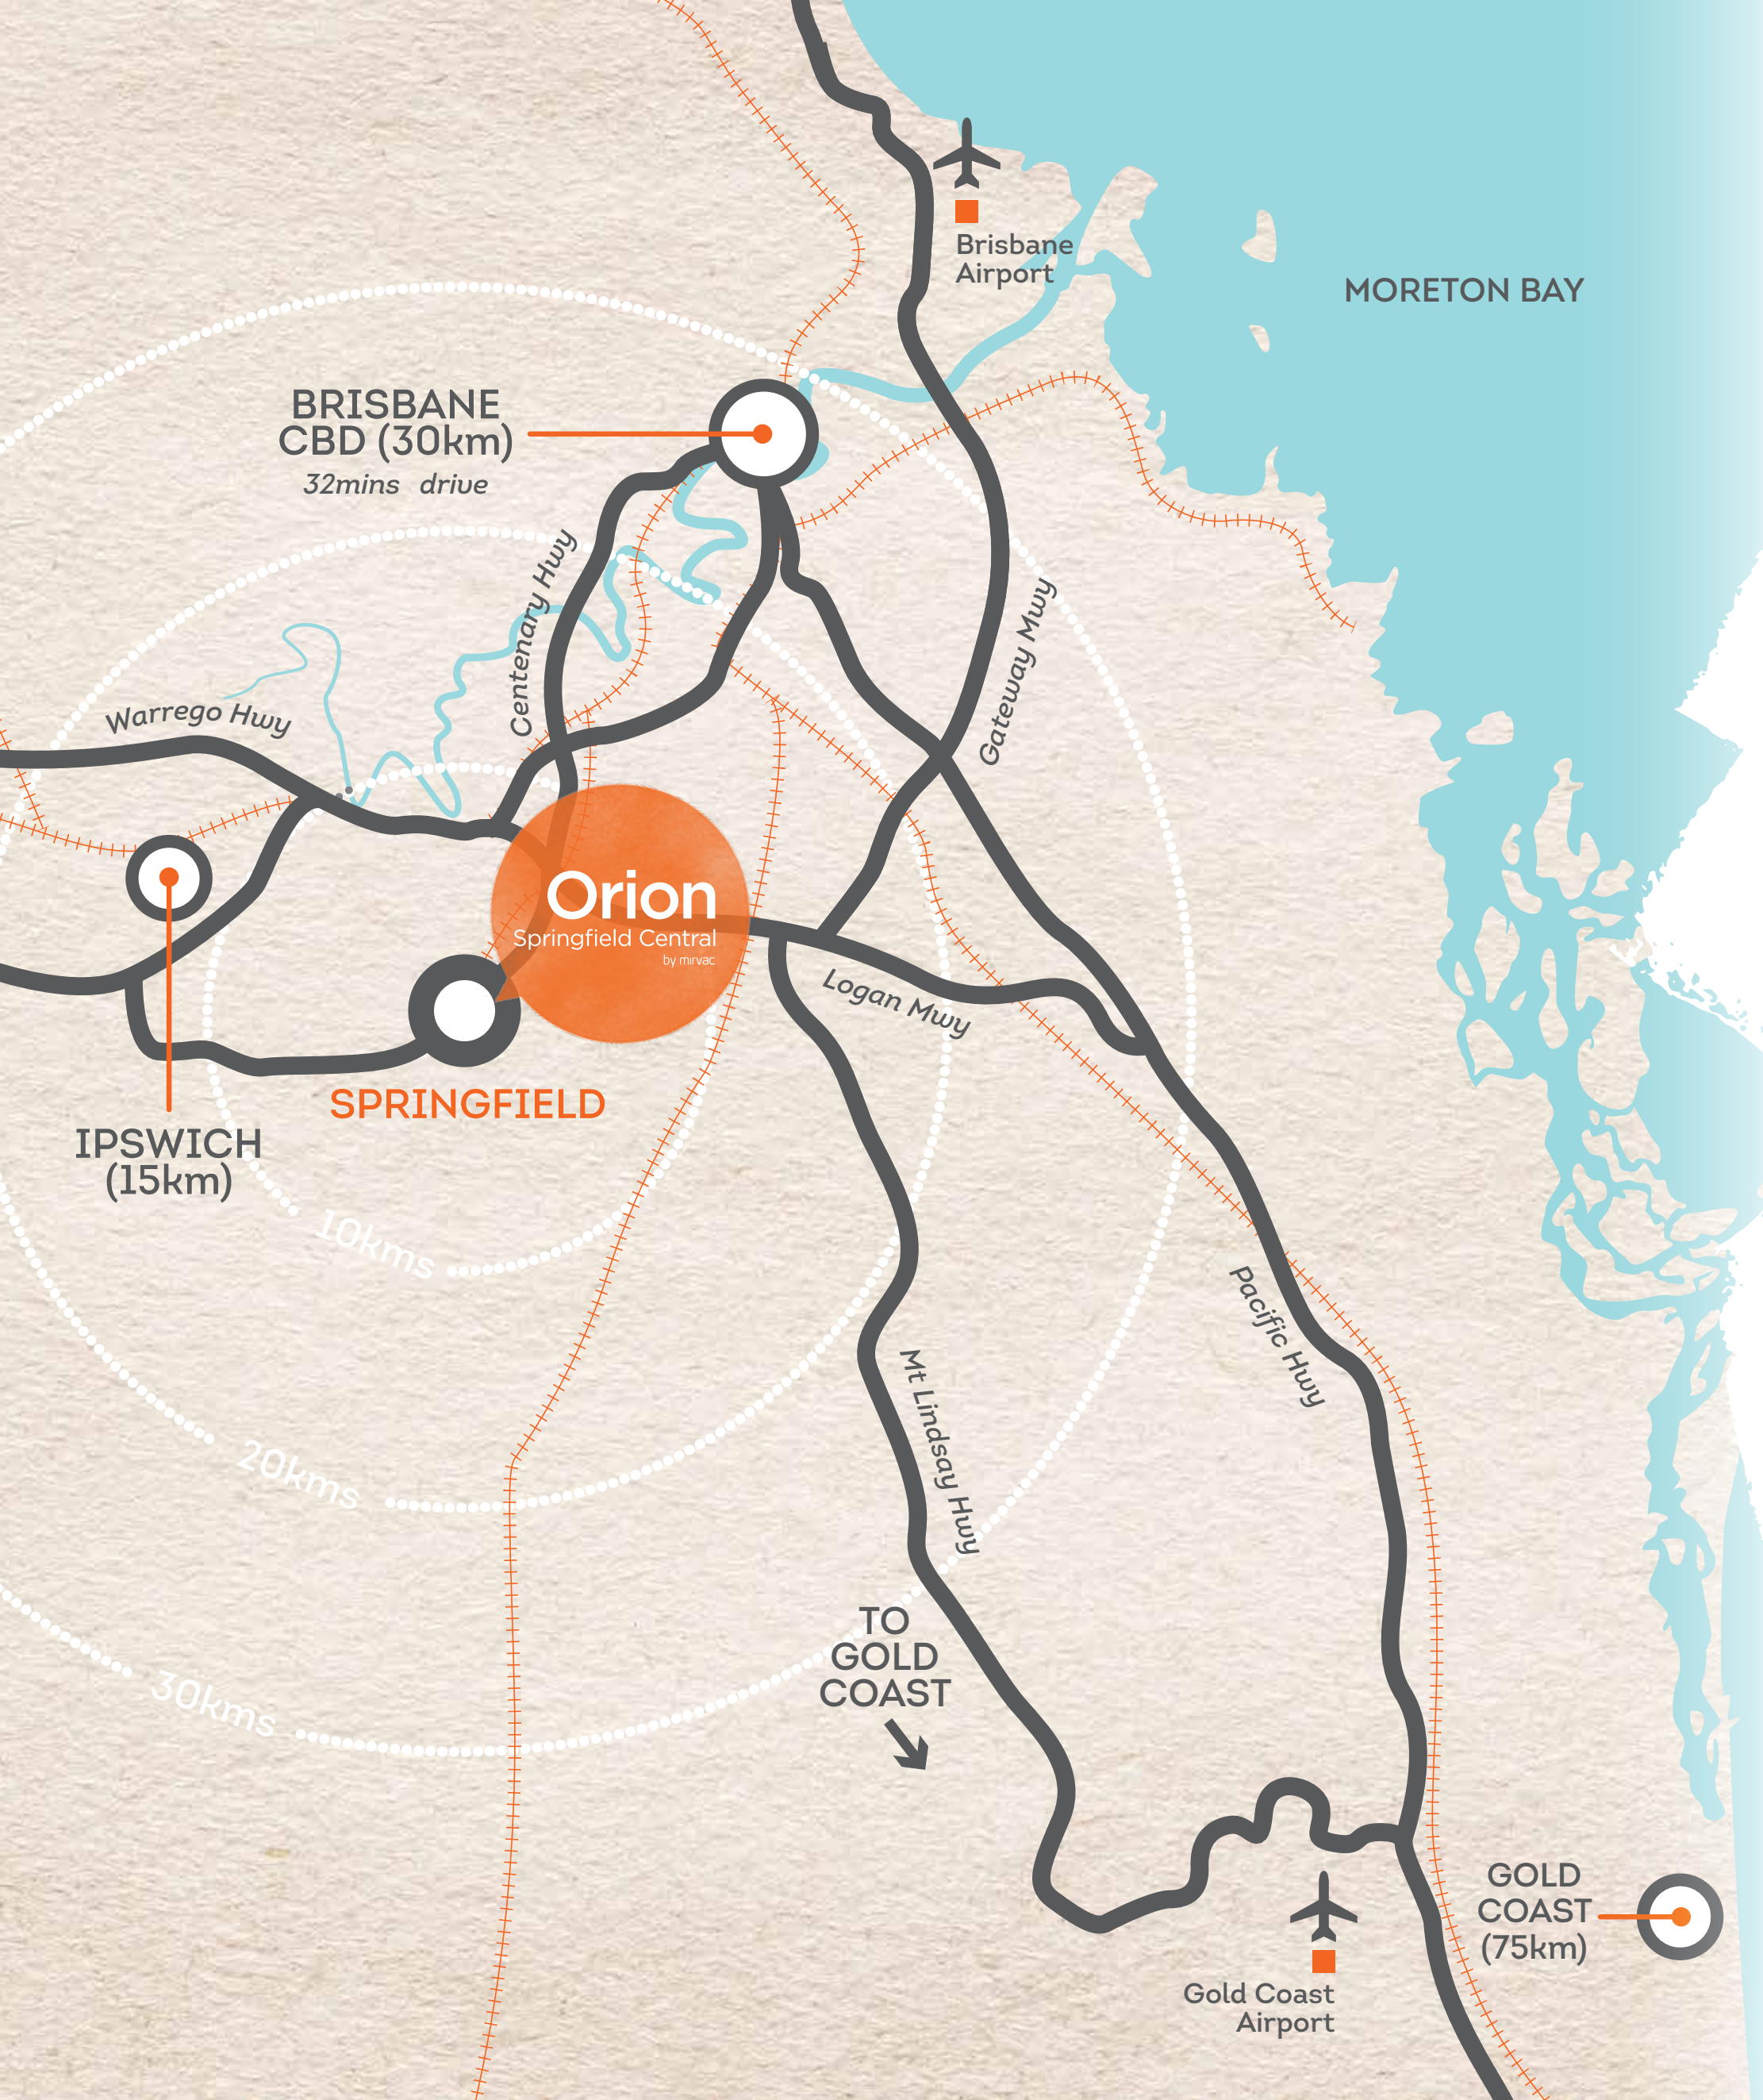 Brisbane
Airport
MORETON BAY
BRISBANE
CBD (30km)
32mins drive
Centenary Hwy
Gateway Mwy
Warrego Hwy
Orion
Springfield Central
by mirvac
Logan Mwy
SPRINGFIELD
IPSWICH
(15km)
10kms
Pacific Hwy
Mt Lindsay Hwy
20kms
TO
GOLD
COAST
30kms
GOLD
COAST
(75km)
Gold Coast
Airport